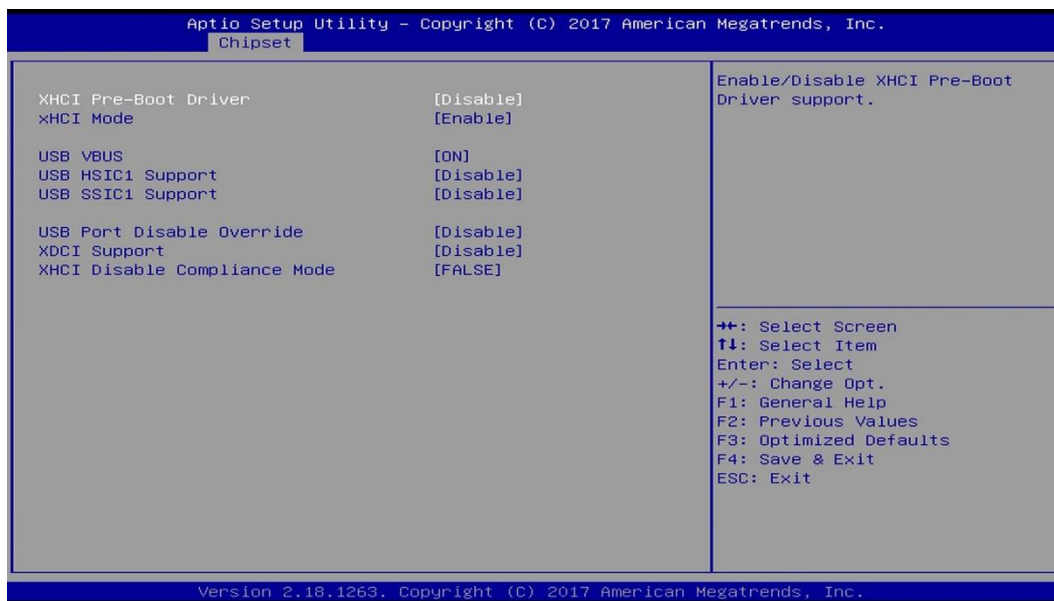 Aptio Setup Utility – Copyright (C) 2017 American Megatrends, Inc.
Chipset
XHCI Pre-Boot Driver [Disable]
xHCI Mode [Enable]
USB VBUS [ON]
USB HSIC1 Support [Disable]
USB SSIC1 Support [Disable]
USB Port Disable Override [Disable]
XDCI Support [Disable]
XHCI Disable Compliance Mode [FALSE]
Enable/Disable XHCI Pre-Boot
Driver support.
→←: Select Screen
↑↓: Select Item
Enter: Select
+/-: Change Opt.
F1: General Help
F2: Previous Values
F3: Optimized Defaults
F4: Save & Exit
ESC: Exit
Version 2.18.1263. Copyright (C) 2017 American Megatrends, Inc.